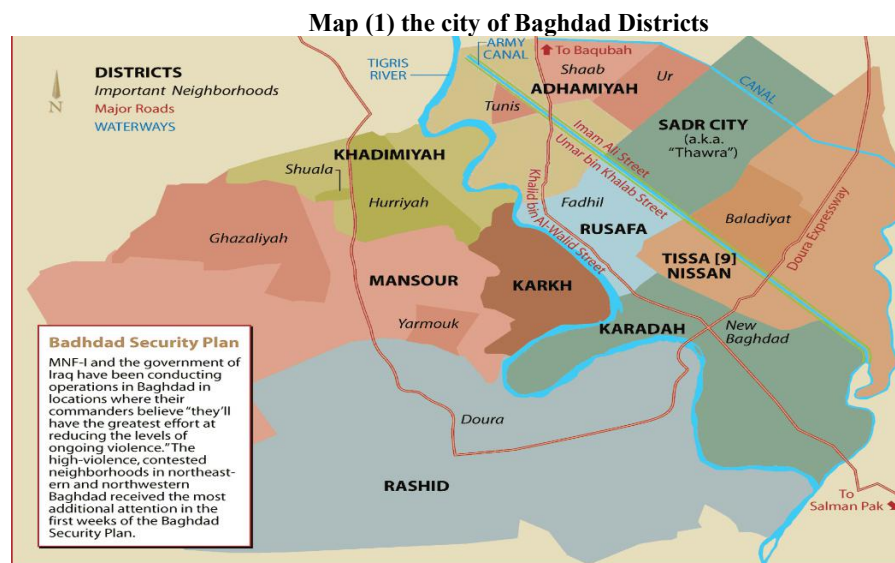 Map (1) the city of Baghdad Districts
DISTRICTS
Important Neighborhoods
Major Roads
WATERWAYS
N
TIGRIS
RIVER
ARMY
CANAL
To Baqubah
Shaab
ADHAMIYAH
Ur
Tunis
CANAL
SADR CITY
(a.k.a.
“Thawra”)
Imam Ali Street
Umar bin Khalab Street
KHADIMIYAH
Shuala
Hurriyah
Khalid bin Al-Walid Street
Fadhil
RUSAFA
Baladiyat
Doura Expressway
Ghazaliyah
TISSA [9]
NISSAN
MANSOUR
KARKH
Yarmouk
KARADAH
New
Baghdad
Badhdad Security Plan
MNF-I and the government of
Iraq have been conducting
operations in Baghdad in
locations where their
commanders believe “they’ll
have the greatest effort at
reducing the levels of
ongoing violence.” The
high-violence, contested
neighborhoods in northeast-
ern and northwestern
Baghdad received the most
additional attention in the
first weeks of the Baghdad
Security Plan.
Doura
RASHID
To
Salman Pak